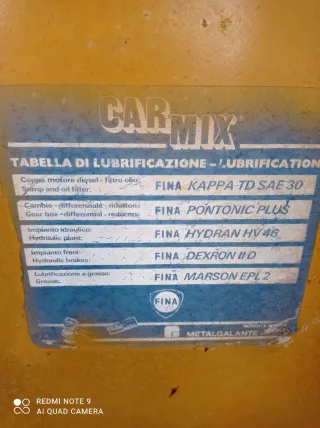 CARMIX
TABELLA DI LUBRIFICAZIONE - LUBRIFICATION
Coppa motore diesel - filtro olio:
Sump and oil filter:
FINA KAPPA TD SAE 30
Cambio - differenziale - riduttori:
Gear box - differential - reducers:
FINA PONTONIC PLUS
Impianto idraulico:
Hydraulic plant:
FINA HYDRAN HV 46
Impianto freni:
Hydraulic brakes:
FINA DEXRON II D
Lubrificazione a grasso:
Grease:
FINA MARSON EPL 2
FINA
METALGALANTE
REDMI NOTE 9
AI QUAD CAMERA